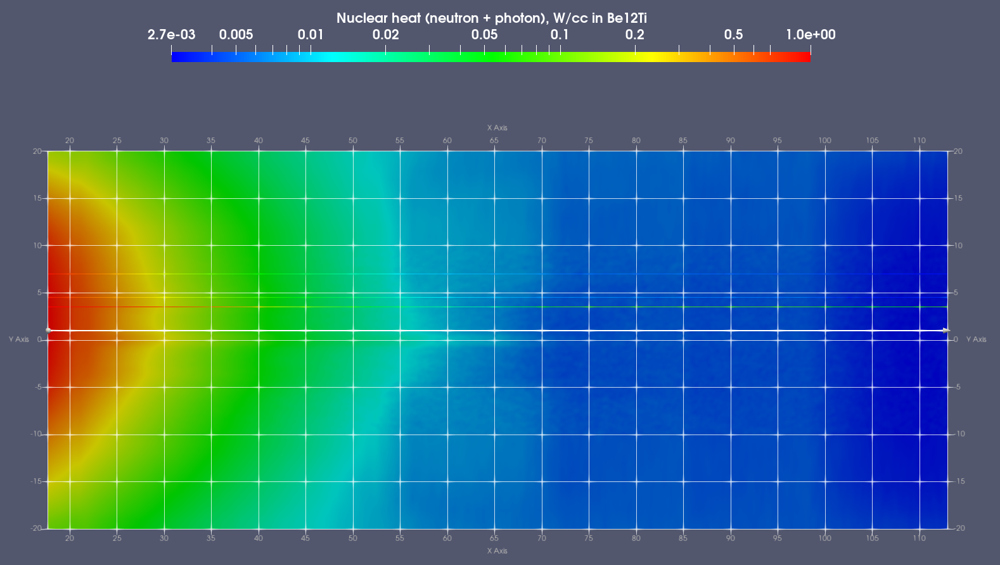 Nuclear heat (neutron + photon), W/cc in Be12Ti
2.7e-03 0.005 0.01 0.02 0.05 0.1 0.2 0.5 1.0e+00
X Axis
20 25 30 35 40 45 50 55 60 65 70 75 80 85 90 95 100 105 110
20 20
15 15
10 10
5 5
Y Axis 0 0 Y Axis
-5 -5
-10 -10
-15 -15
-20 -20
20 25 30 35 40 45 50 55 60 65 70 75 80 85 90 95 100 105 110
X Axis